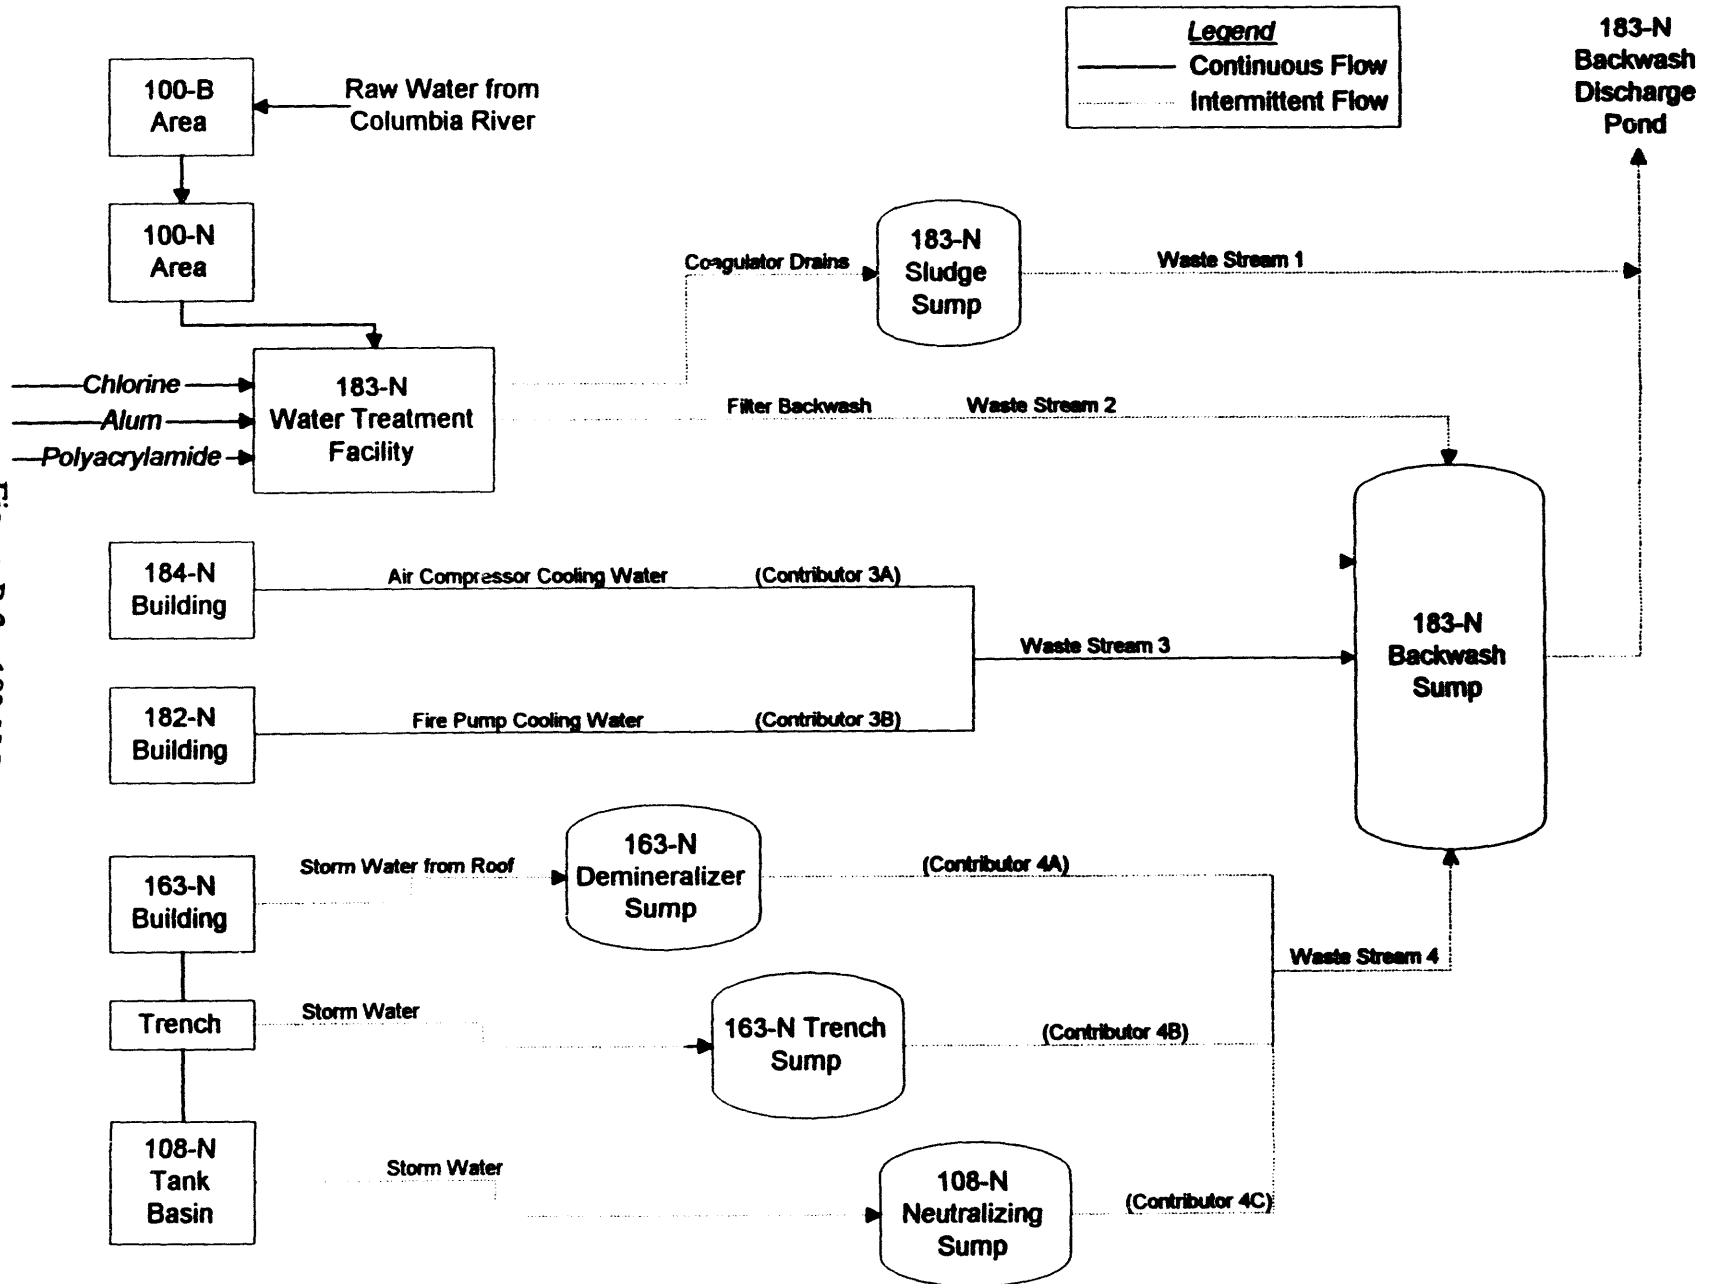 Legend
Continuous Flow
Intermittent Flow
183-N
Backwash
Discharge
Pond
100-B
Area
Raw Water from
Columbia River
100-N
Area
183-N
Sludge
Sump
Coagulator Drains
Waste Stream 1
Chlorine
Alum
Polyacrylamide
183-N
Water Treatment
Facility
Filter Backwash
Waste Stream 2
184-N
Building
Air Compressor Cooling Water
(Contributor 3A)
Waste Stream 3
183-N
Backwash
Sump
182-N
Building
Fire Pump Cooling Water
(Contributor 3B)
163-N
Building
Storm Water from Roof
163-N
Demineralizer
Sump
(Contributor 4A)
Waste Stream 4
Trench
Storm Water
163-N Trench
Sump
(Contributor 4B)
108-N
Tank
Basin
Storm Water
108-N
Neutralizing
Sump
(Contributor 4C)